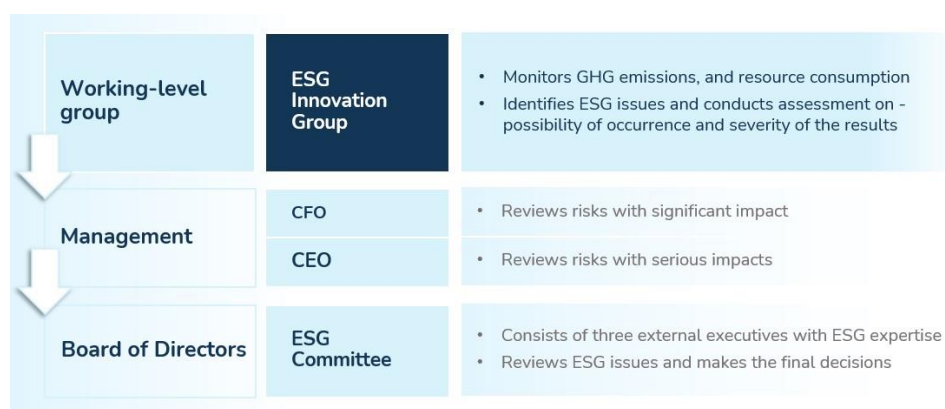 Working-level
group
ESG
Innovation
Group
• Monitors GHG emissions, and resource consumption
• Identifies ESG issues and conducts assessment on -
possibility of occurrence and severity of the results
Management
CFO
• Reviews risks with significant impact
CEO
• Reviews risks with serious impacts
Board of Directors
ESG
Committee
• Consists of three external executives with ESG expertise
• Reviews ESG issues and makes the final decisions